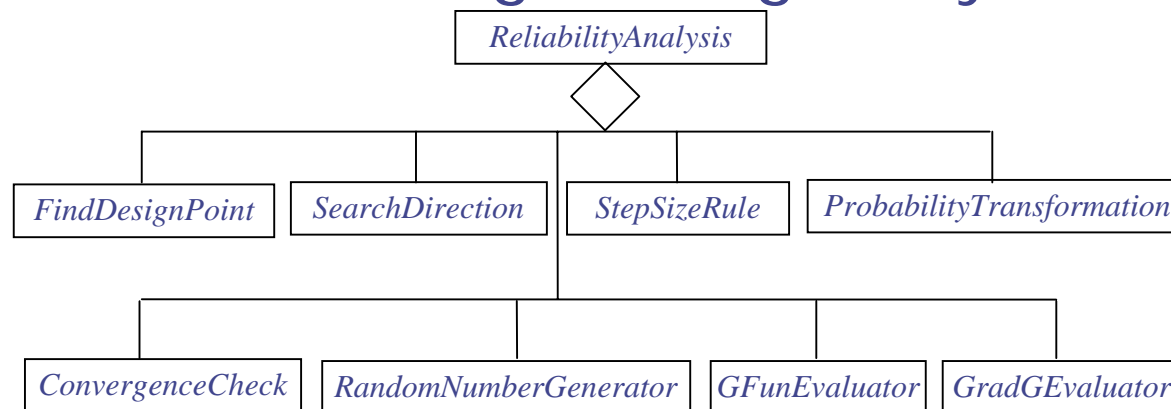 ReliabilityAnalysis
FindDesignPoint SearchDirection StepSizeRule ProbabilityTransformation
ConvergenceCheck RandomNumberGenerator GFunEvaluator GradGEvaluator